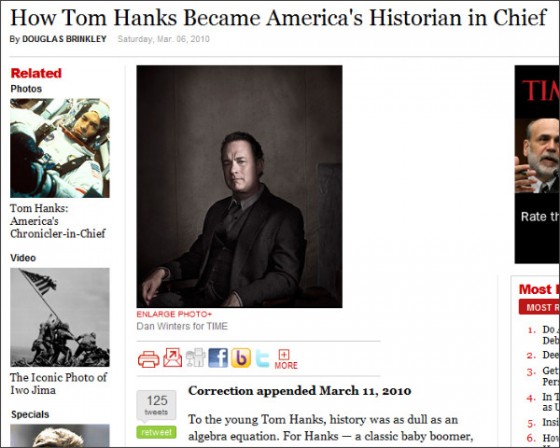 How Tom Hanks Became America's Historian in Chief
By DOUGLAS BRINKLEY Saturday, Mar. 06, 2010
Related
Photos
Tom Hanks:
America's
Chronicler-in-Chief
Video
The Iconic Photo of
Iwo Jima
Specials
ENLARGE PHOTO+
Dan Winters for TIME
MORE
125
tweets
retweet
Correction appended March 11, 2010
To the young Tom Hanks, history was as dull as an
algebra equation. For Hanks — a classic baby boomer,
Rate th
Most
MOST
1. Do
Deb
2. Dee
3. Get
Pers
4. In T
as U
5.
6.